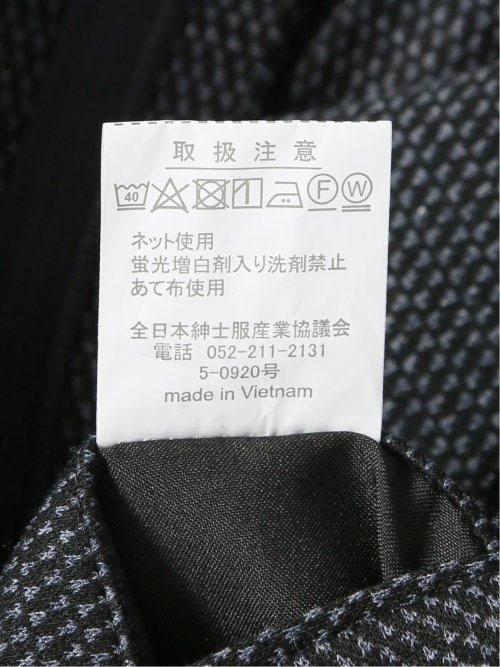 取扱注意
40 F W
ネット使用
蛍光増白剤入り洗剤禁止
あて布使用
全日本紳士服産業協議会
電話 052-211-2131
5-0920号
made in Vietnam